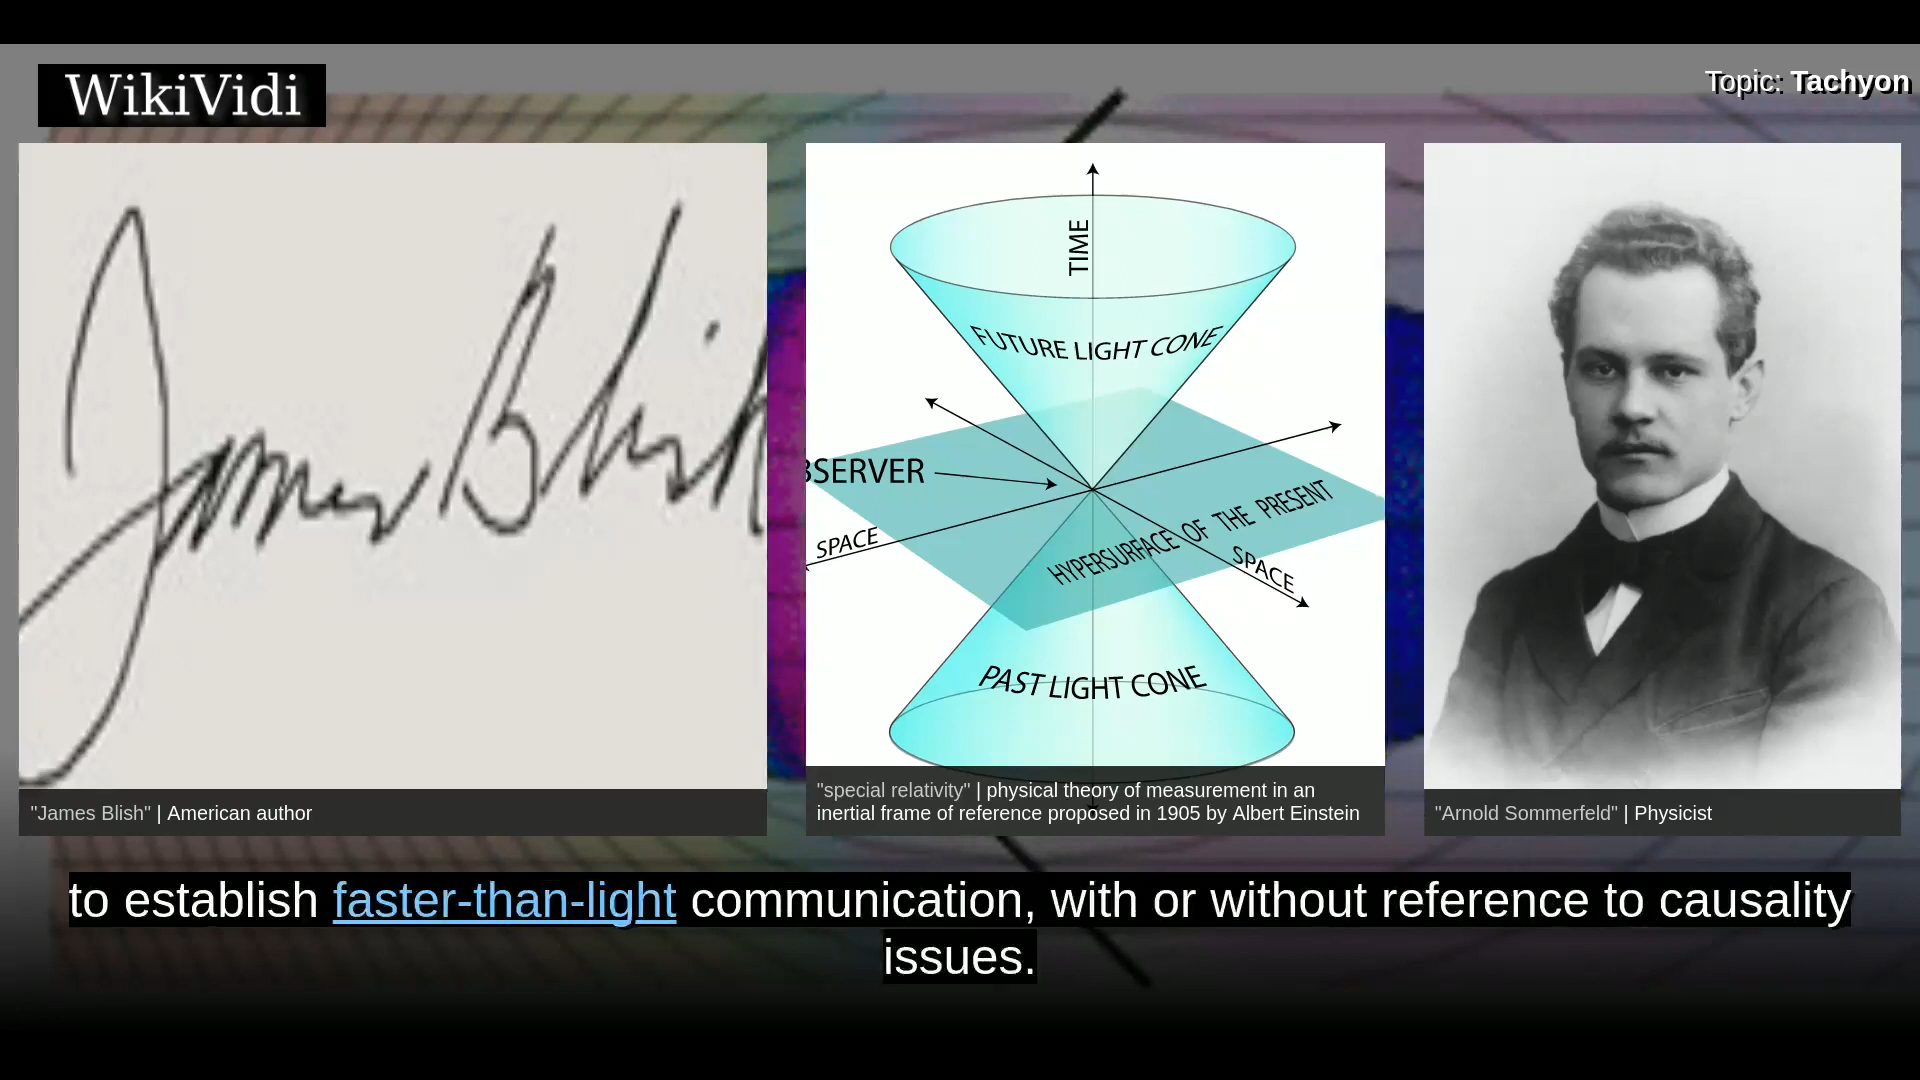 WikiVidi
Topic: Tachyon
James Blish
TIME
FUTURE LIGHT CONE
BSERVER
SPACE
HYPERSURFACE OF THE PRESENT
SPACE
PAST LIGHT CONE
"James Blish" | American author
"special relativity" | physical theory of measurement in an
inertial frame of reference proposed in 1905 by Albert Einstein
"Arnold Sommerfeld" | Physicist
to establish faster-than-light communication, with or without reference to causality
issues.